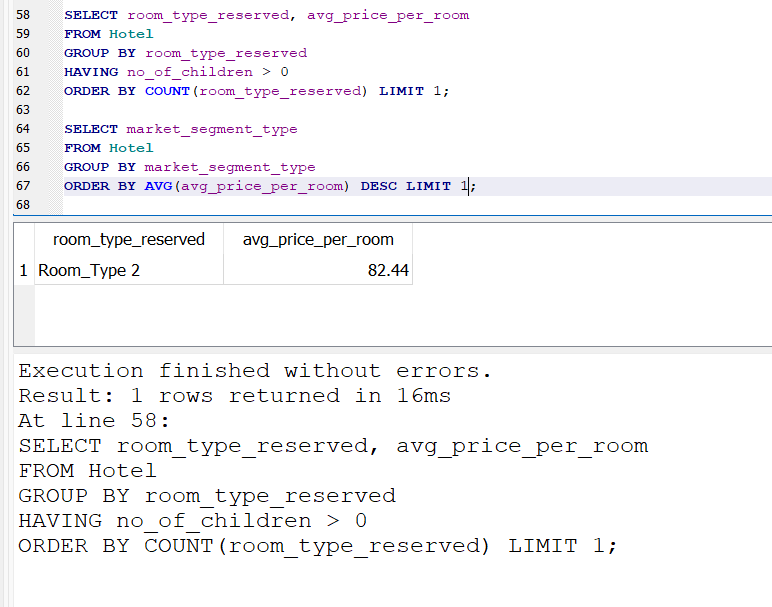 58 SELECT room_type_reserved, avg_price_per_room
59 FROM Hotel
60 GROUP BY room_type_reserved
61 HAVING no_of_children > 0
62 ORDER BY COUNT(room_type_reserved) LIMIT 1;
63
64 SELECT market_segment_type
65 FROM Hotel
66 GROUP BY market_segment_type
67 ORDER BY AVG(avg_price_per_room) DESC LIMIT 1;
68
room_type_reserved avg_price_per_room
1 Room_Type 2 82.44
Execution finished without errors.
Result: 1 rows returned in 16ms
At line 58:
SELECT room_type_reserved, avg_price_per_room
FROM Hotel
GROUP BY room_type_reserved
HAVING no_of_children > 0
ORDER BY COUNT(room_type_reserved) LIMIT 1;